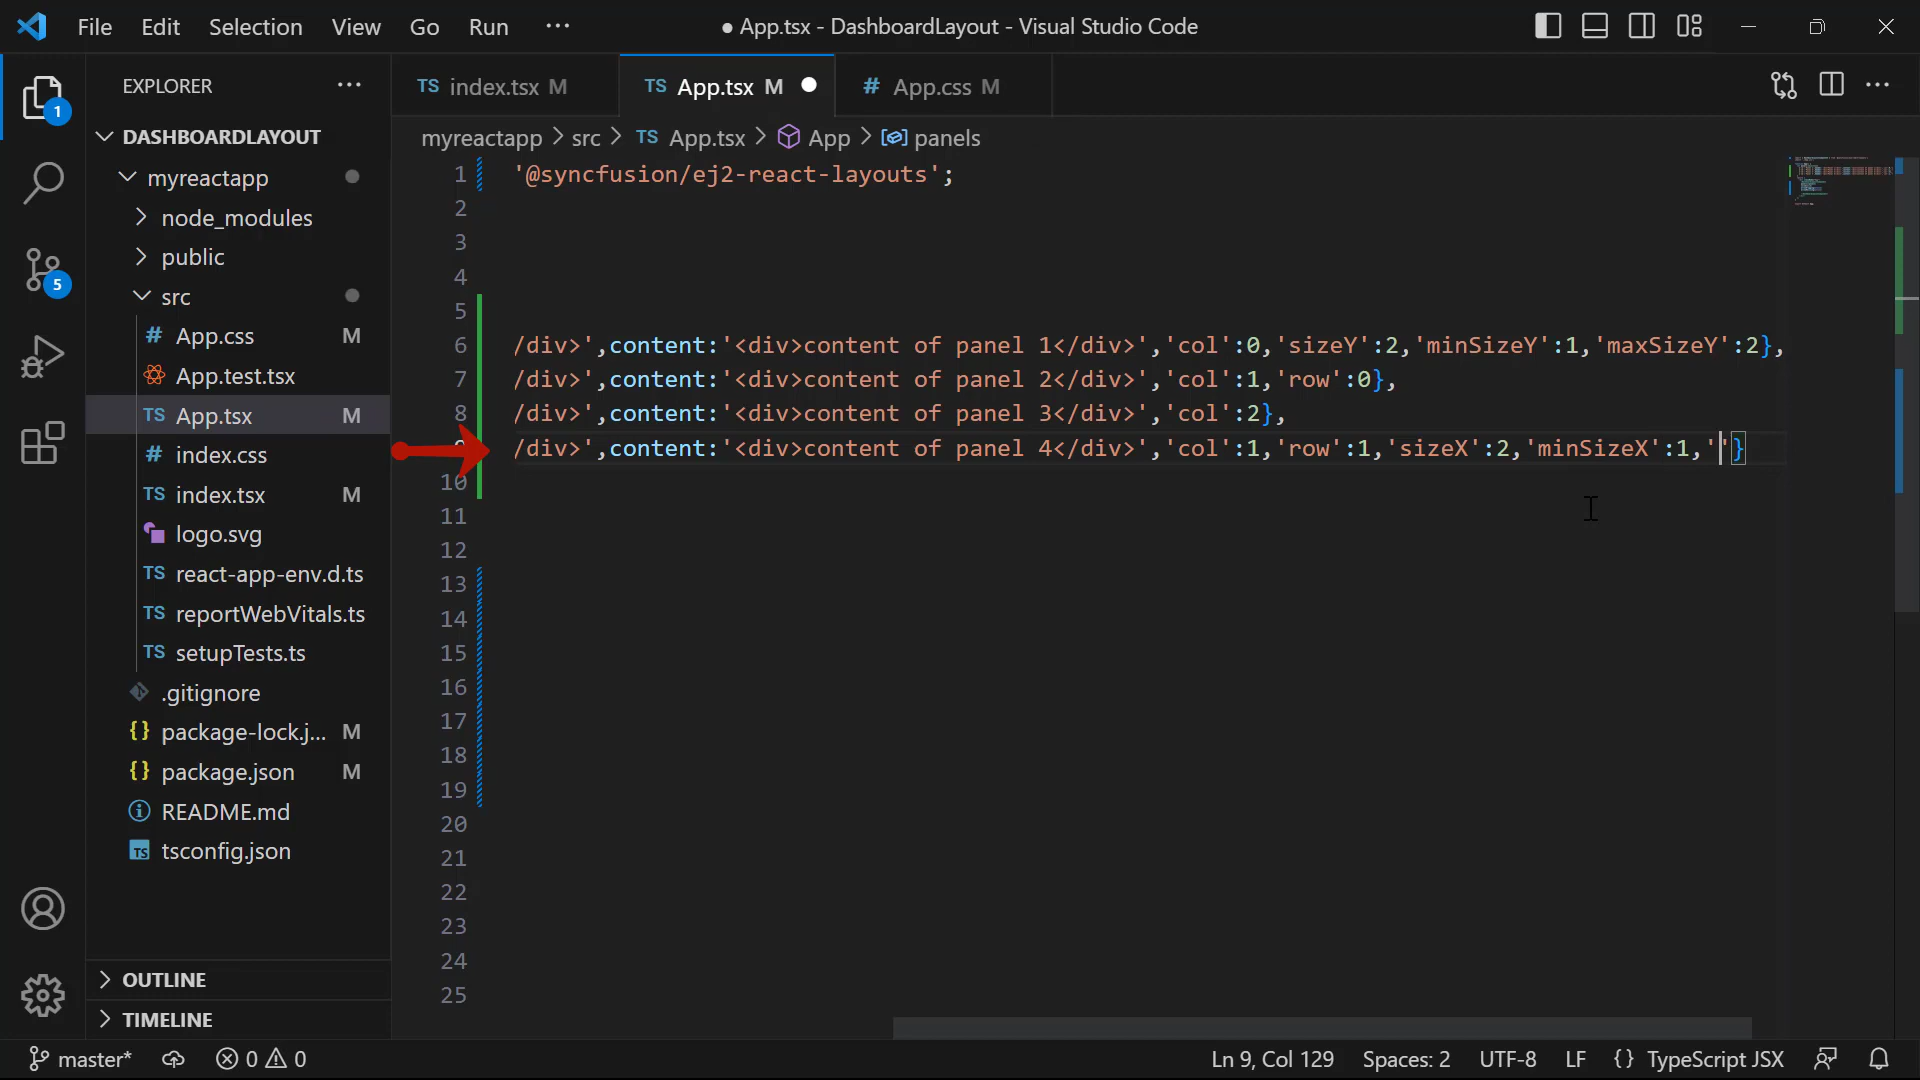 File Edit Selection View Go Run ··· ● App.tsx - DashboardLayout - Visual Studio Code
EXPLORER ···
DASHBOARDLAYOUT
myreactapp
node_modules
public
src
# App.css M
App.test.tsx
TS App.tsx M
# index.css
TS index.tsx M
logo.svg
TS react-app-env.d.ts
TS reportWebVitals.ts
TS setupTests.ts
.gitignore
{} package-lock.j... M
{} package.json M
README.md
TS tsconfig.json
OUTLINE
TIMELINE
1
5
TS index.tsx M TS App.tsx M ● # App.css M
myreactapp > src > TS App.tsx > App > panels
1 '@syncfusion/ej2-react-layouts';
2
3
4
5
6 /div>',content:'<div>content of panel 1</div>','col':0,'sizeY':2,'minSizeY':1,'maxSizeY':2},
7 /div>',content:'<div>content of panel 2</div>','col':1,'row':0},
8 /div>',content:'<div>content of panel 3</div>','col':2},
/div>',content:'<div>content of panel 4</div>','col':1,'row':1,'sizeX':2,'minSizeX':1,''}
10
11
12
13
14
15
16
17
18
19
20
21
22
23
24
25
master* 0 0 Ln 9, Col 129 Spaces: 2 UTF-8 LF {} TypeScript JSX